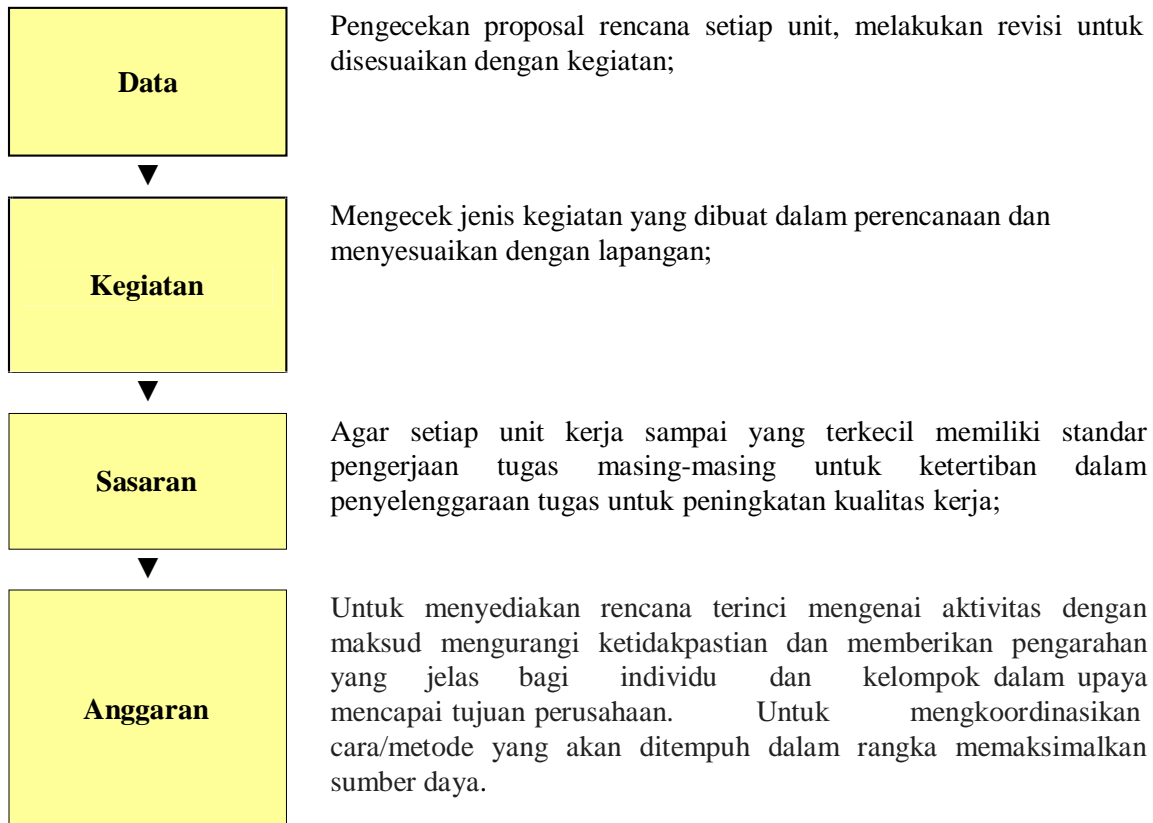 Data
Pengecekan proposal rencana setiap unit, melakukan revisi untuk
disesuaikan dengan kegiatan;
▼
Kegiatan
Mengecek jenis kegiatan yang dibuat dalam perencanaan dan
menyesuaikan dengan lapangan;
▼
Sasaran
Agar setiap unit kerja sampai yang terkecil memiliki standar
pengerjaan tugas masing-masing untuk ketertiban dalam
penyelenggaraan tugas untuk peningkatan kualitas kerja;
▼
Anggaran
Untuk menyediakan rencana terinci mengenai aktivitas dengan
maksud mengurangi ketidakpastian dan memberikan pengarahan
yang jelas bagi individu dan kelompok dalam upaya
mencapai tujuan perusahaan. Untuk mengkoordinasikan
cara/metode yang akan ditempuh dalam rangka memaksimalkan
sumber daya.